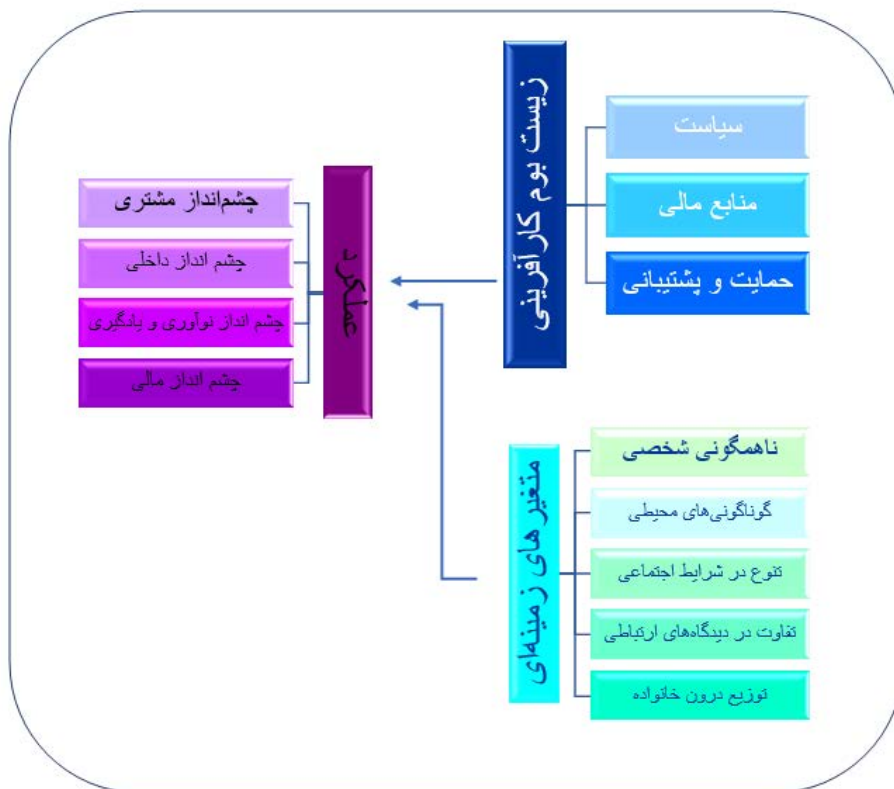 زیست بوم کارآفرینی
سیاست
منابع مالی
حمایت و پشتیبانی
عملکرد
چشم‌انداز مشتری
چشم انداز داخلی
چشم انداز نوآوری و یادگیری
چشم انداز مالی
متغیرهای زمینه‌ای
ناهمگونی شخصی
گوناگونی‌های محیطی
تنوع در شرایط اجتماعی
تفاوت در دیدگاه‌های ارتباطی
توزیع درون خانواده